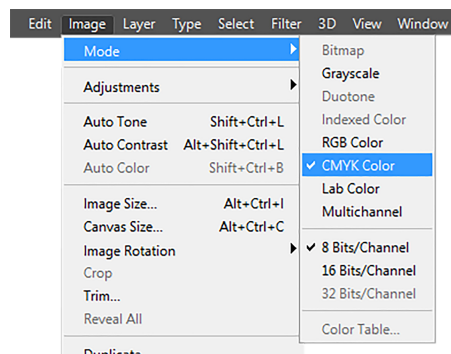 Edit Image Layer Type Select Filter 3D View Window
Mode
Adjustments
Auto Tone Shift+Ctrl+L
Auto Contrast Alt+Shift+Ctrl+L
Auto Color Shift+Ctrl+B
Image Size... Alt+Ctrl+I
Canvas Size... Alt+Ctrl+C
Image Rotation
Crop
Trim...
Reveal All
Duplicate
Bitmap
Grayscale
Duotone
Indexed Color
RGB Color
CMYK Color
Lab Color
Multichannel
8 Bits/Channel
16 Bits/Channel
32 Bits/Channel
Color Table...